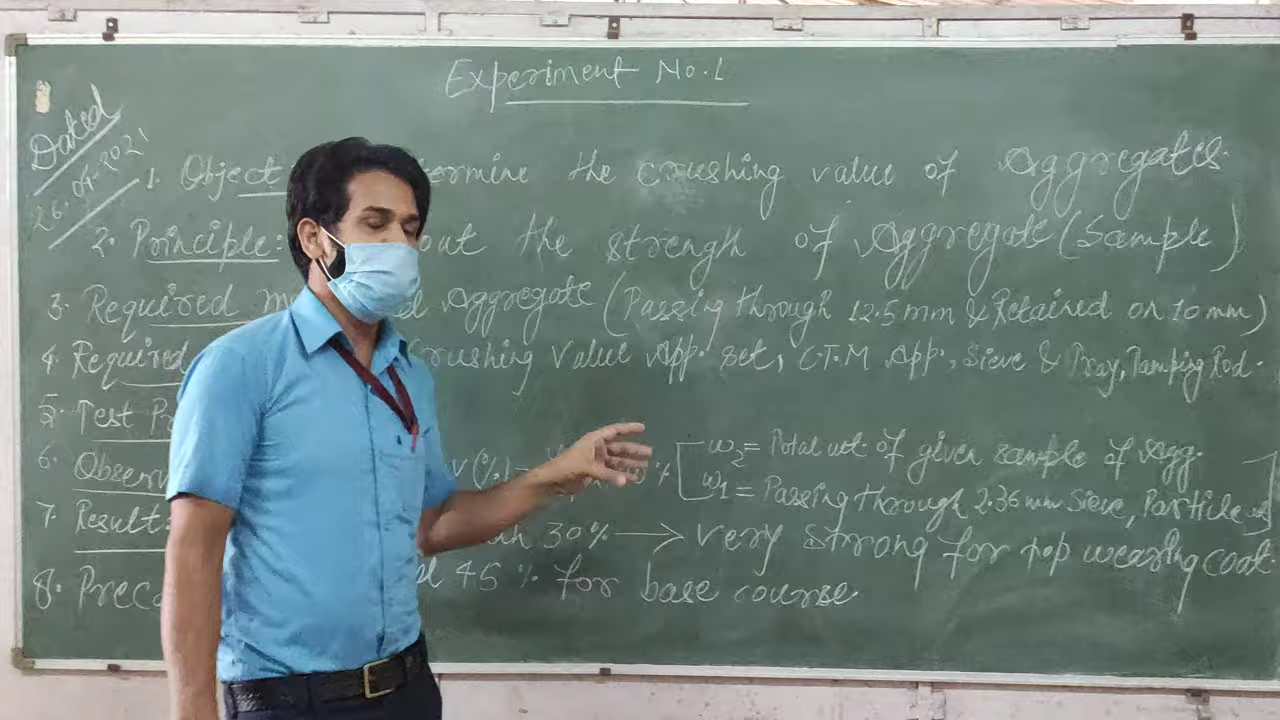 Experiment No.1
Dated
26.04.2021
1. Object: ermine the crushing value of Aggregates.
2. Principle: out the strength of Aggregate (Sample)
3. Required m Aggregate (Passing through 12.5 mm & Retained on 10 mm)
4. Required Crushing Value App. set, C.T.M App., Sieve & Tray, Tamping Rod.
5. Test Pr
6. Observ V (%) = % w2 = Total wt. of given sample of Agg.
w1 = Passing through 2.36 mm Sieve, Particle wt
7. Result: 30% → very strong for top wearing coat.
8. Preca 45% for base course